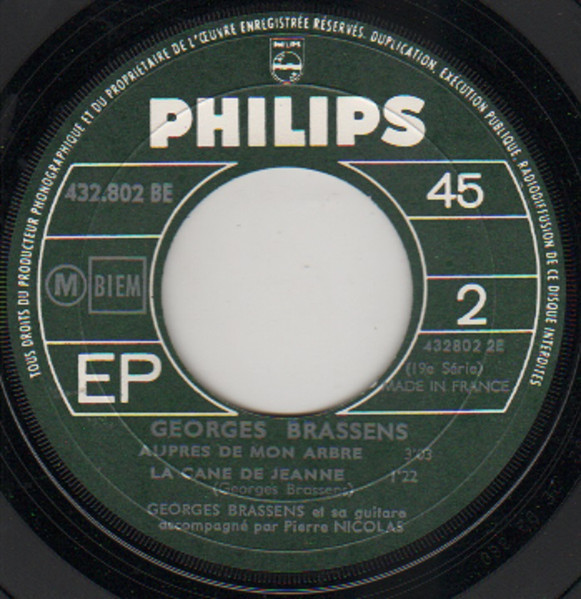 TOUS DROITS DU PRODUCTEUR PHONOGRAPHIQUE ET DU PROPRIÉTAIRE DE L'ŒUVRE ENREGISTRÉE RÉSERVÉS. DUPLICATION, EXÉCUTION PUBLIQUE, RADIODIFFUSION DE CE DISQUE INTERDITES
PHILIPS
PHILIPS
432.802 BE
45
M BIEM
2
432802 2E
EP
(19e Série)
MADE IN FRANCE
GEORGES BRASSENS
AUPRES DE MON ARBRE 3'03
LA CANE DE JEANNE 1'22
(Georges Brassens)
GEORGES BRASSENS et sa guitare
accompagné par Pierre NICOLAS